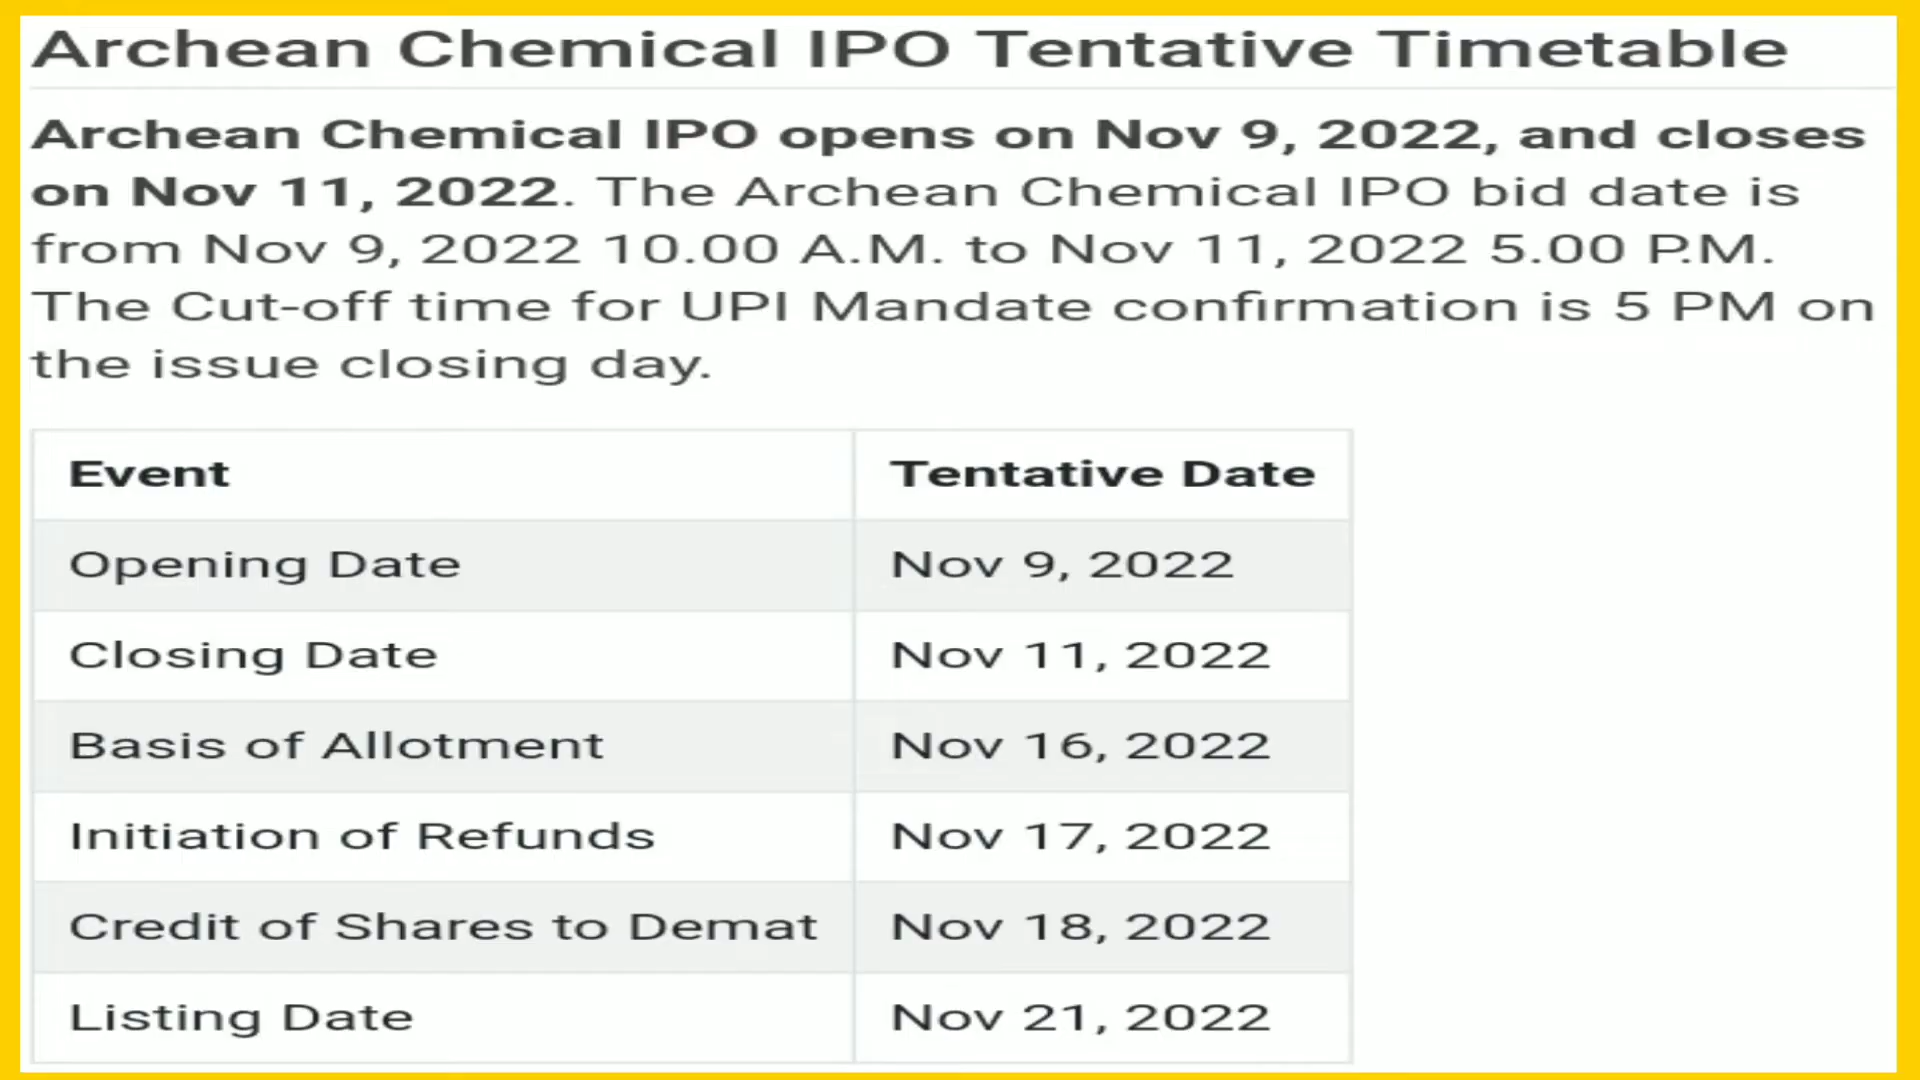 Archean Chemical IPO Tentative Timetable
Archean Chemical IPO opens on Nov 9, 2022, and closes
on Nov 11, 2022. The Archean Chemical IPO bid date is
from Nov 9, 2022 10.00 A.M. to Nov 11, 2022 5.00 P.M.
The Cut-off time for UPI Mandate confirmation is 5 PM on
the issue closing day.
Event Tentative Date
Opening Date Nov 9, 2022
Closing Date Nov 11, 2022
Basis of Allotment Nov 16, 2022
Initiation of Refunds Nov 17, 2022
Credit of Shares to Demat Nov 18, 2022
Listing Date Nov 21, 2022